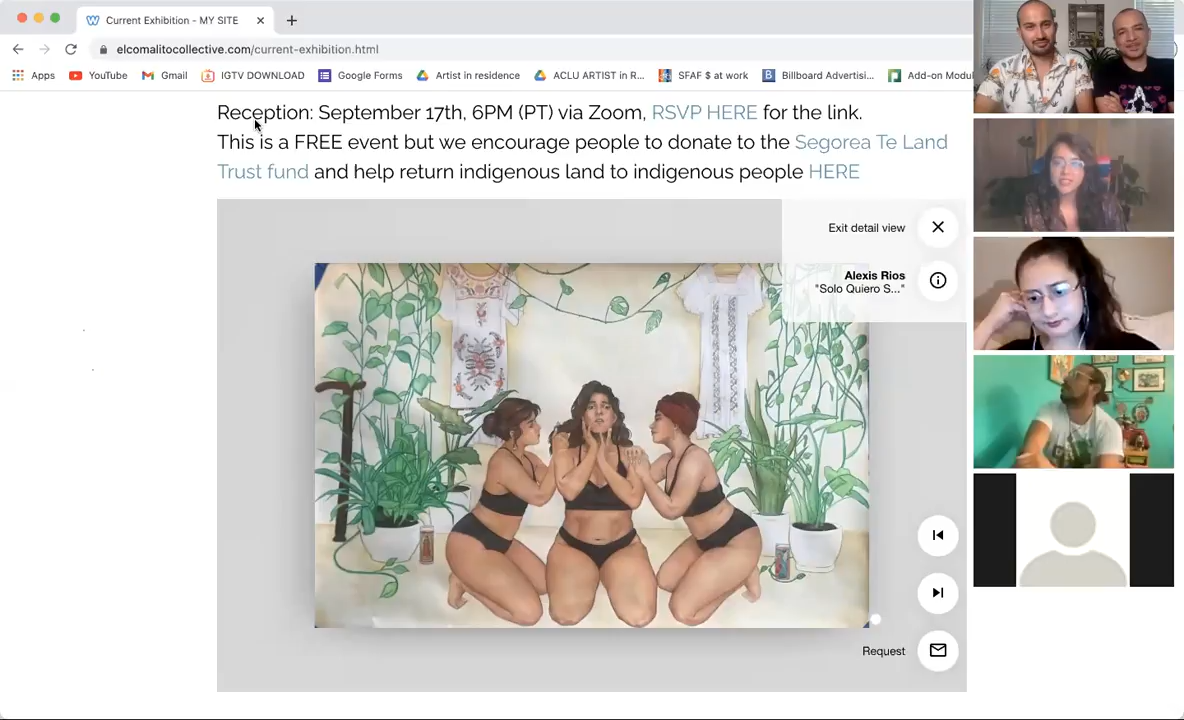 Current Exhibition - MY SITE
elcomalitocollective.com/current-exhibition.html
Apps YouTube Gmail IGTV DOWNLOAD Google Forms Artist in residence ACLU ARTIST in R... SFAF $ at work Billboard Advertisi... Add-on Modul
Reception: September 17th, 6PM (PT) via Zoom, RSVP HERE for the link.
This is a FREE event but we encourage people to donate to the Segorea Te Land
Trust fund and help return indigenous land to indigenous people HERE
Exit detail view
Alexis Rios
"Solo Quiero S..."
Request